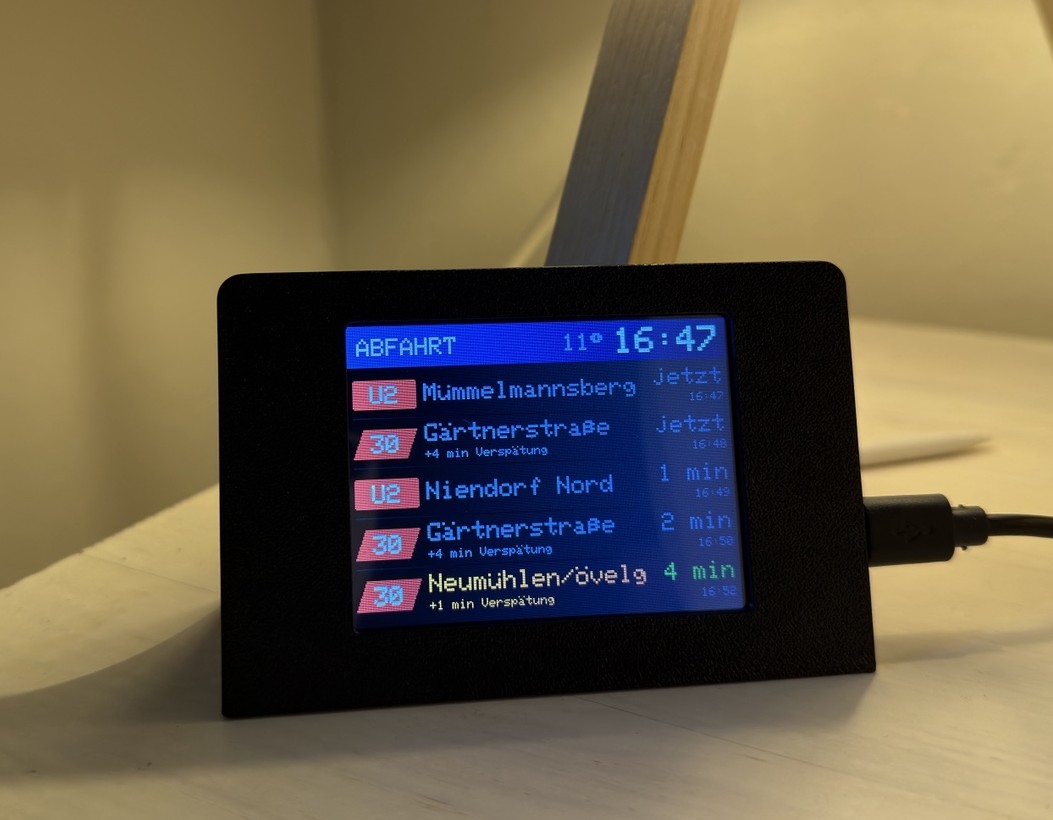 ABFAHRT 11° 16:47
U2 Mümmelmannsberg jetzt
16:47
30 Gärtnerstraße jetzt
+4 min Verspätung 16:48
U2 Niendorf Nord 1 min
16:49
30 Gärtnerstraße 2 min
+4 min Verspätung 16:50
30 Neumühlen/Övelg 4 min
+1 min Verspätung 16:52